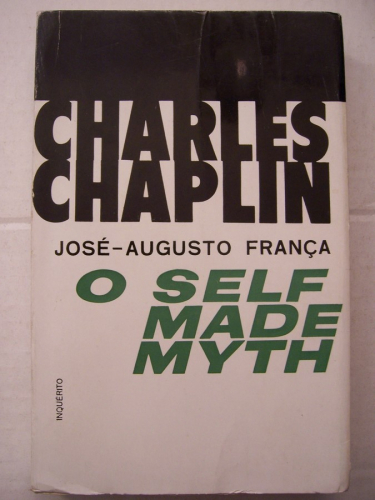 CHARLES
CHAPLIN
JOSÉ-AUGUSTO FRANÇA
O SELF
MADE
MYTH
INQUÉRITO